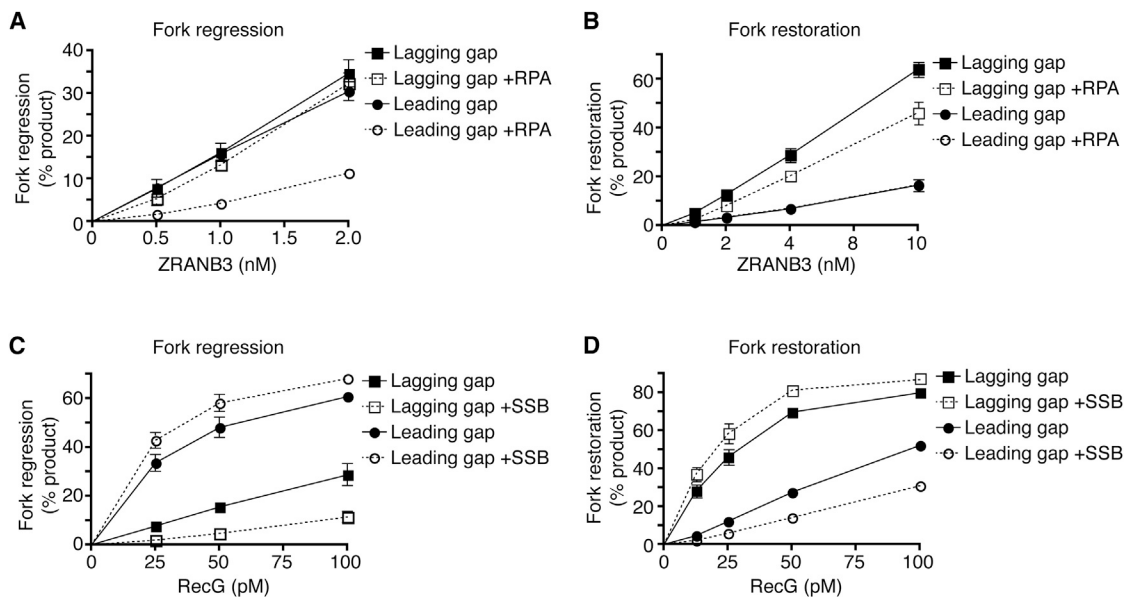 A
Fork regression
Fork regression
(% product)
40
30
20
10
0
0
0.5
1.0
1.5
2.0
ZRANB3 (nM)
Lagging gap
Lagging gap +RPA
Leading gap
Leading gap +RPA
B
Fork restoration
Fork restoration
(% product)
60
40
20
0
0
2
4
8
10
ZRANB3 (nM)
Lagging gap
Lagging gap +RPA
Leading gap
Leading gap +RPA
C
Fork regression
Fork regression
(% product)
60
40
60
0
0
25
50
75
100
RecG (pM)
Lagging gap
Lagging gap +SSB
Leading gap
Leading gap +SSB
D
Fork restoration
Fork restoration
(% product)
80
60
40
20
0
0
25
50
75
100
RecG (pM)
Lagging gap
Lagging gap +SSB
Leading gap
Leading gap +SSB